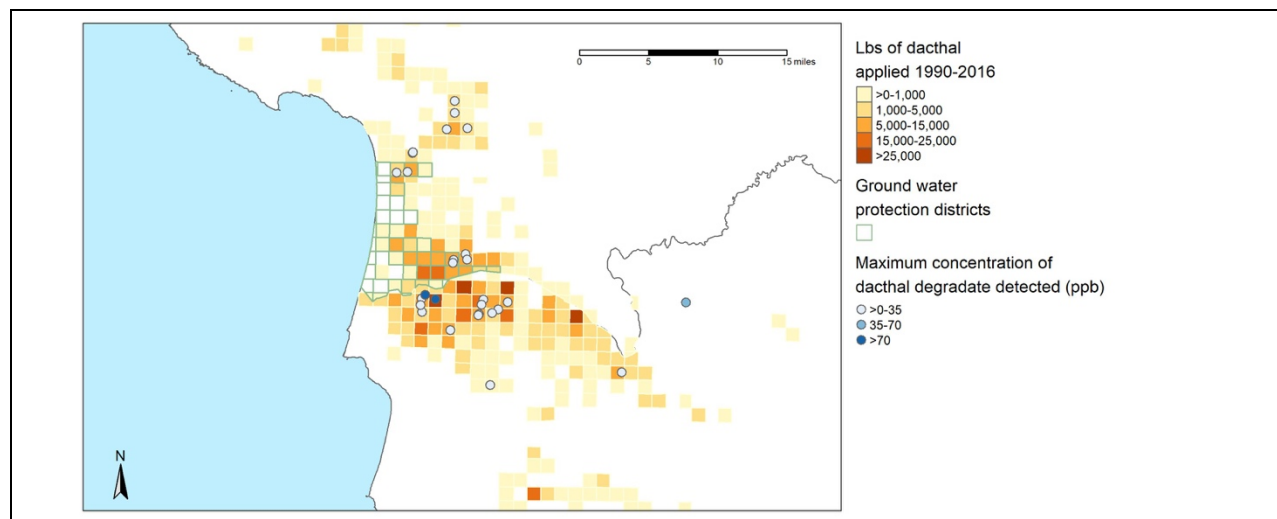 0 5 10 15 miles
N
Lbs of dacthal
applied 1990-2016
>0-1,000
1,000-5,000
5,000-15,000
15,000-25,000
>25,000
Ground water
protection districts
Maximum concentration of
dacthal degradate detected (ppb)
>0-35
35-70
>70